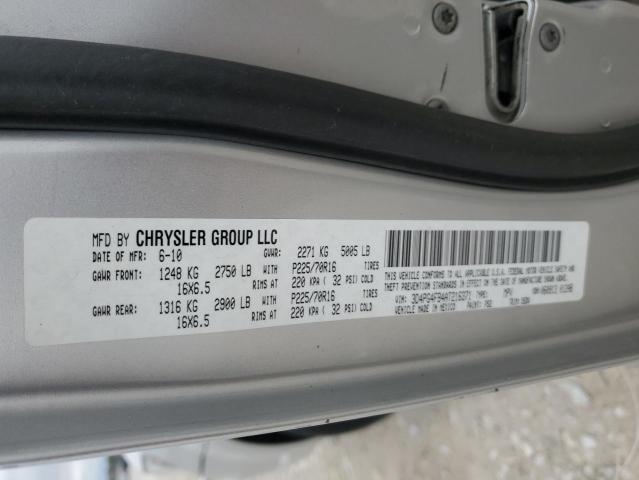 MFD BY CHRYSLER GROUP LLC
DATE OF MFR: 6-10 GVWR: 2271 KG 5005 LB
GAWR FRONT: 1248 KG 2750 LB WITH P225/70R16 TIRES
16X6.5 RIMS AT 220 KPA ( 32 PSI) COLD
GAWR REAR: 1316 KG 2900 LB WITH P225/70R16 TIRES
16X6.5 RIMS AT 220 KPA ( 32 PSI) COLD
THIS VEHICLE CONFORMS TO ALL APPLICABLE U.S.A. FEDERAL MOTOR VEHICLE SAFETY AND
THEFT PREVENTION STANDARDS IN EFFECT ON THE DATE OF MANUFACTURE SHOWN ABOVE.
VIN: TYPE: MPV
VEHICLE MADE IN MEXICO PAINT: TRIM: